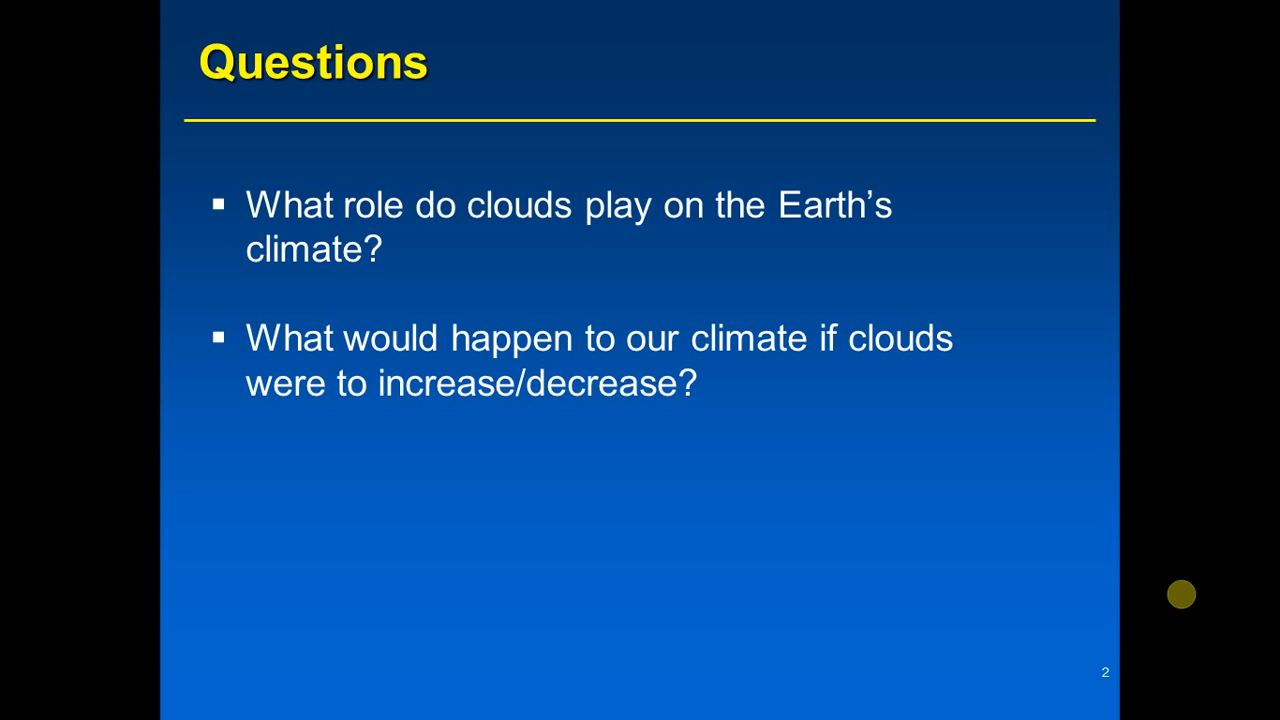 Questions
▪ What role do clouds play on the Earth’s
climate?
▪ What would happen to our climate if clouds
were to increase/decrease?
2